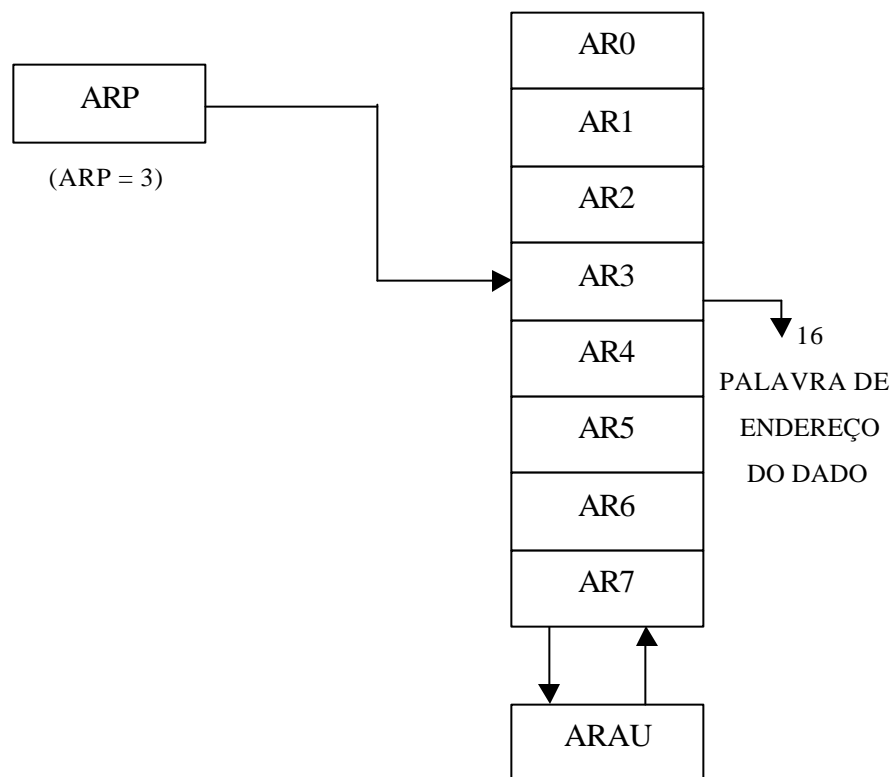 ARP
(ARP = 3)
AR0
AR1
AR2
AR3
AR4
AR5
AR6
AR7
16
PALAVRA DE
ENDEREÇO
DO DADO
ARAU